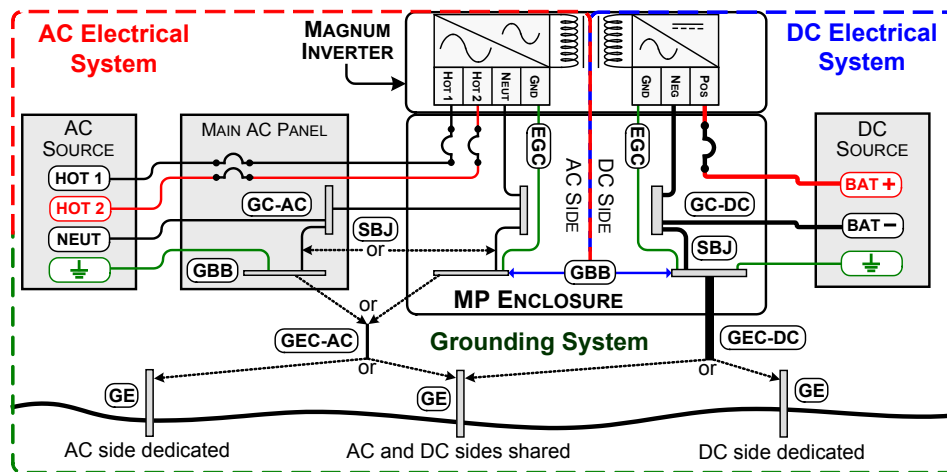 AC Electrical
System
MAGNUM
INVERTER
DC Electrical
System
HOT 1
HOT 2
NEUT
GND
GND
NEG
POS
AC
SOURCE
MAIN AC PANEL
EGC
AC SIDE
DC SIDE
EGC
DC
SOURCE
HOT 1
HOT 2
NEUT
GC-AC
SBJ
or
GBB
GC-DC
SBJ
BAT +
BAT –
GBB
MP ENCLOSURE
or
GEC-AC
or
Grounding System
GEC-DC
or
GE
GE
GE
AC side dedicated
AC and DC sides shared
DC side dedicated